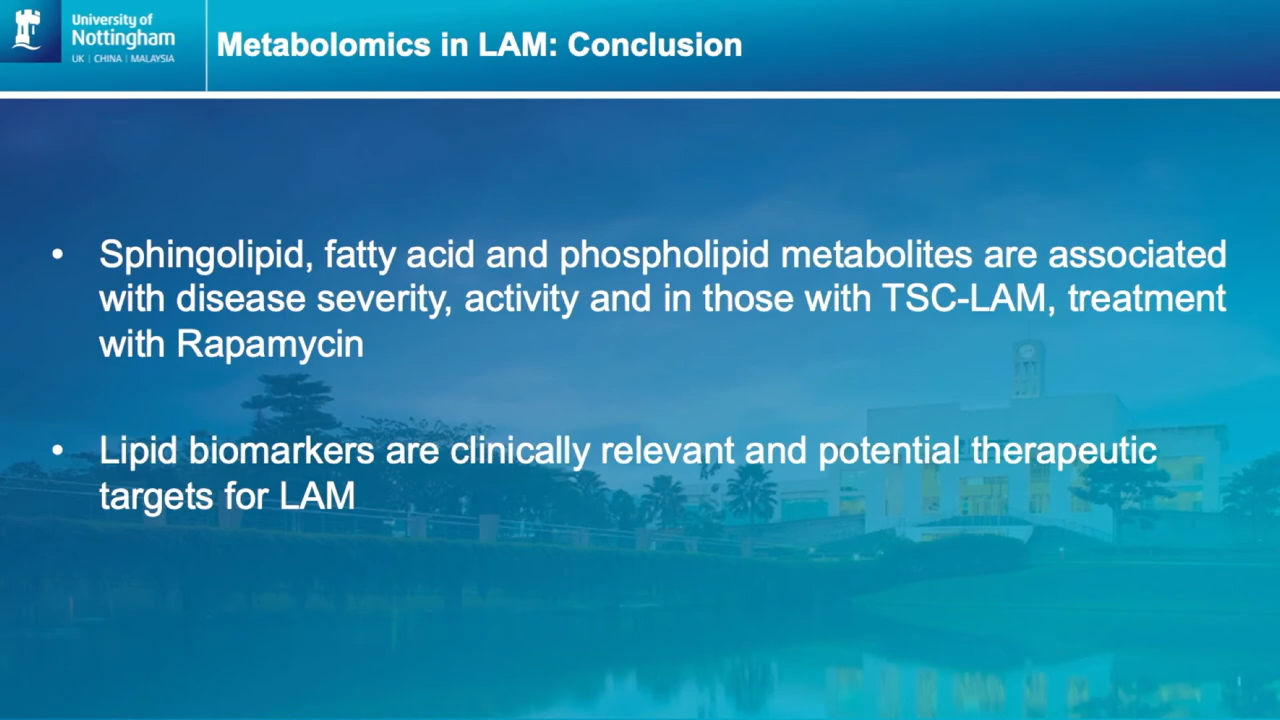 University of
Nottingham
UK | CHINA | MALAYSIA
Metabolomics in LAM: Conclusion
• Sphingolipid, fatty acid and phospholipid metabolites are associated
with disease severity, activity and in those with TSC-LAM, treatment
with Rapamycin
• Lipid biomarkers are clinically relevant and potential therapeutic
targets for LAM